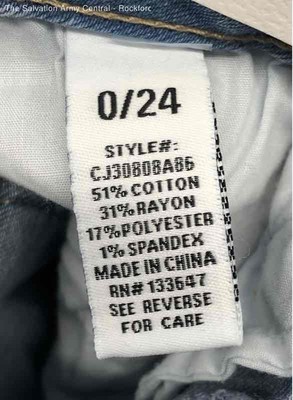 The Salvation Army Central - Rockford
0/24
STYLE#:
CJ30808A86
51% COTTON
31% RAYON
17% POLYESTER
1% SPANDEX
MADE IN CHINA
RN# 133647
SEE REVERSE
FOR CARE